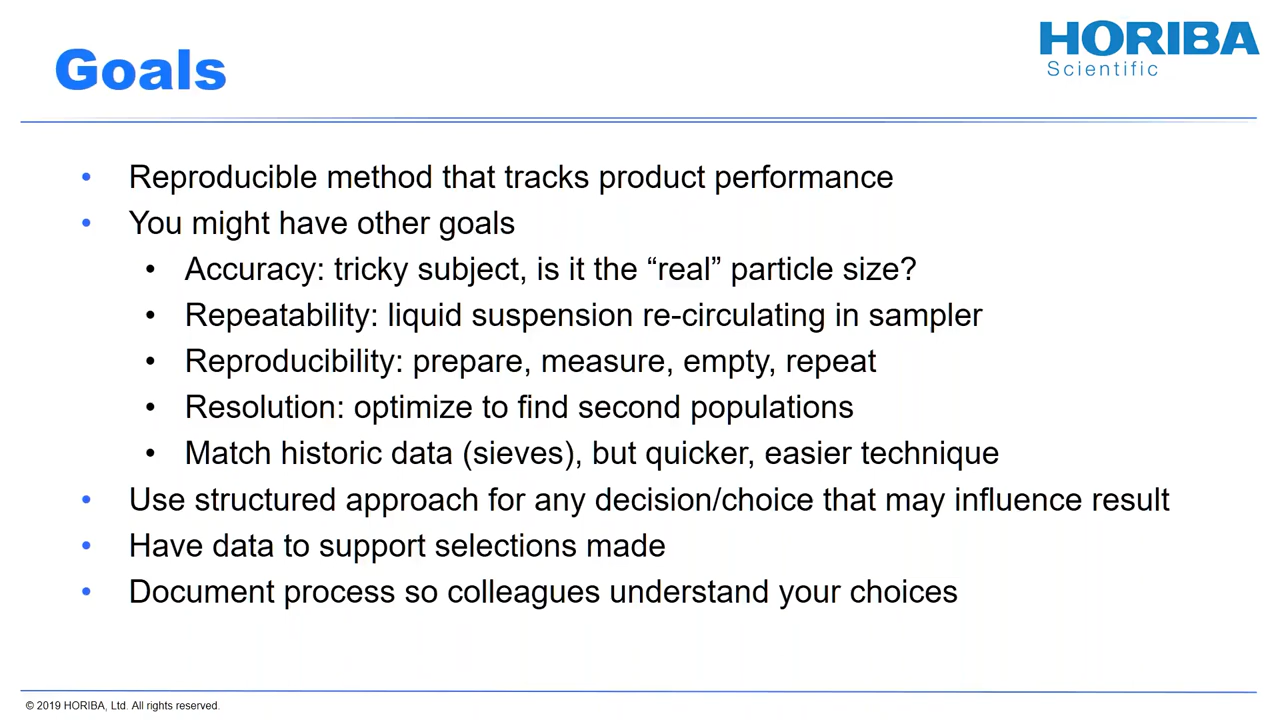 Goals
HORIBA
Scientific
• Reproducible method that tracks product performance
• You might have other goals
• Accuracy: tricky subject, is it the “real” particle size?
• Repeatability: liquid suspension re-circulating in sampler
• Reproducibility: prepare, measure, empty, repeat
• Resolution: optimize to find second populations
• Match historic data (sieves), but quicker, easier technique
• Use structured approach for any decision/choice that may influence result
• Have data to support selections made
• Document process so colleagues understand your choices
© 2019 HORIBA, Ltd. All rights reserved.